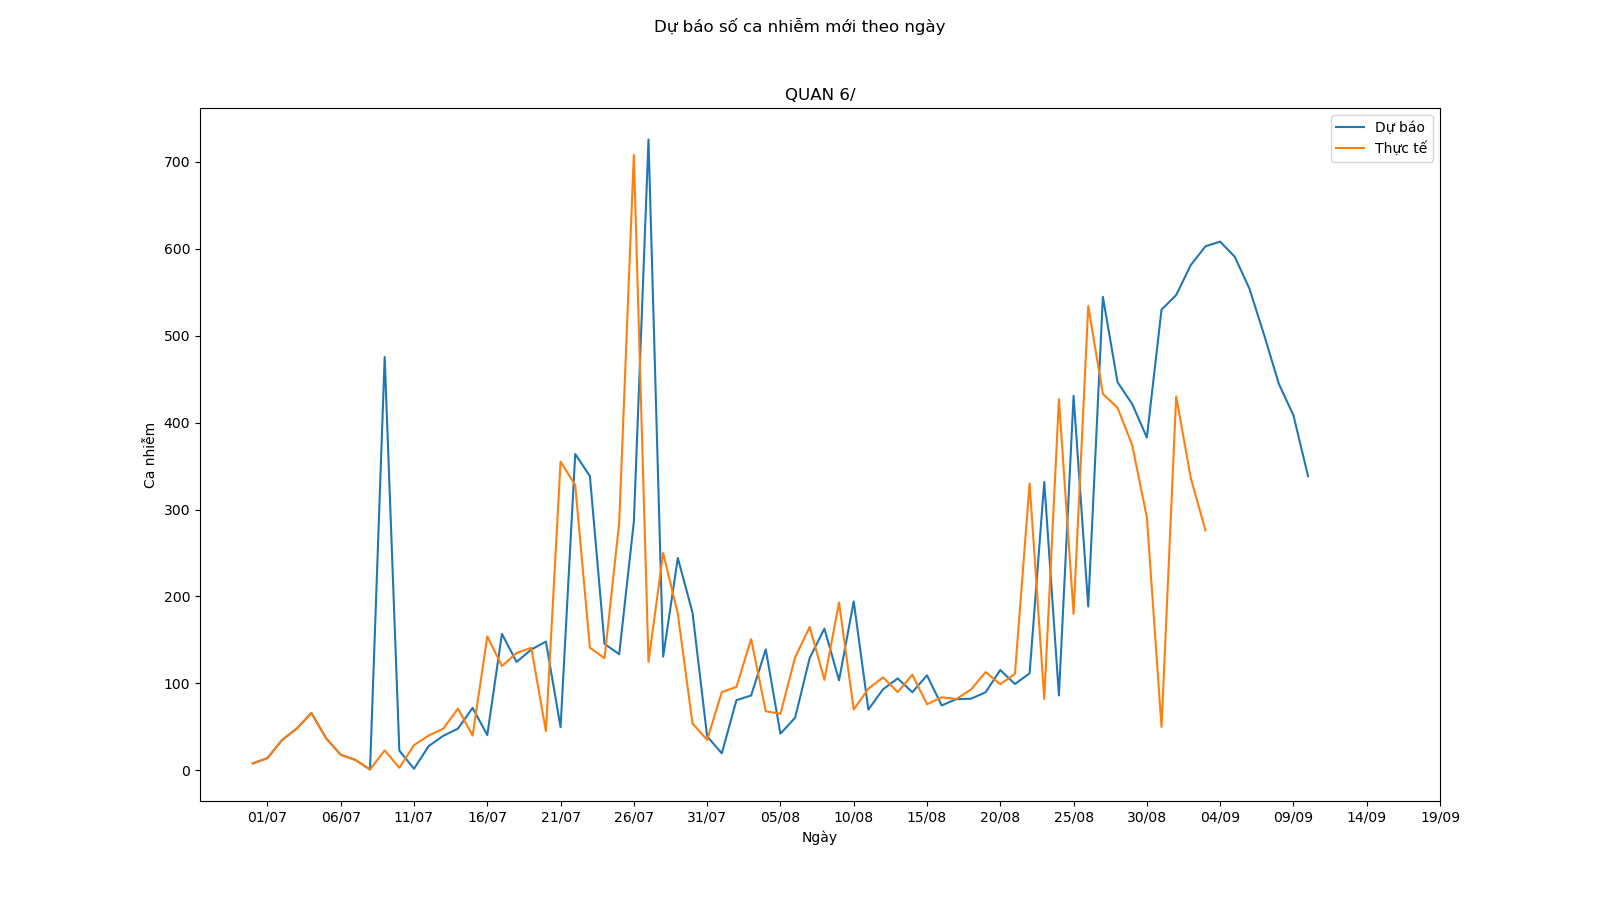 Dự báo số ca nhiễm mới theo ngày
QUAN 6/
Dự báo
Thực tế
700
600
500
400
300
200
100
0
Ca nhiễm
01/07 06/07 11/07 16/07 21/07 26/07 31/07 05/08 10/08 15/08 20/08 25/08 30/08 04/09 09/09 14/09 19/09
Ngày